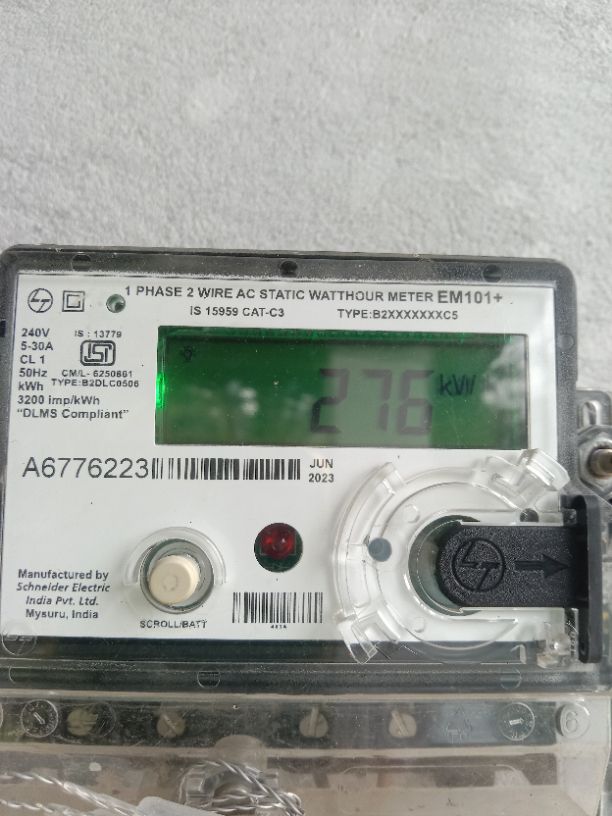 1 PHASE 2 WIRE AC STATIC WATTHOUR METER EM101+
IS 15959 CAT-C3 TYPE:B2XXXXXXXC5
240V
5-30A
CL 1
50Hz
kWh
3200 imp/kWh
"DLMS Compliant"
IS : 13779
ISI
CM/L- 6250861
TYPE:B2DLC0506
276 kW
A6776223
JUN
2023
Manufactured by
Schneider Electric
India Pvt. Ltd.
Mysuru, India
SCROLL/BATT
6